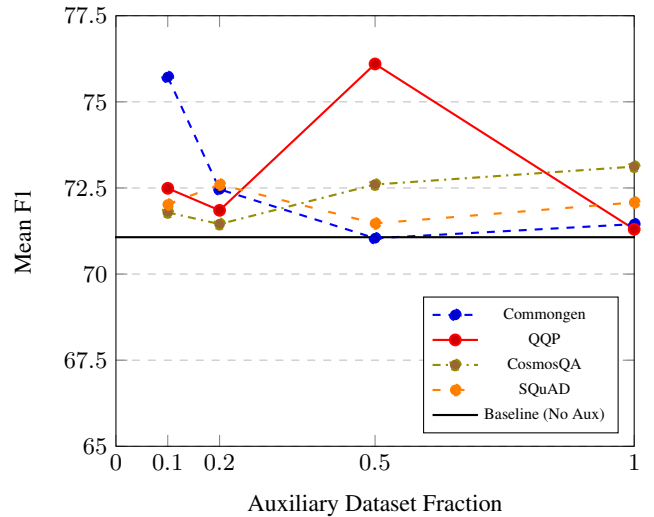 77.5
75
72.5
70
67.5
65
Mean F1
Commongen
QQP
CosmosQA
SQuAD
Baseline (No Aux)
0 0.1 0.2 0.5 1
Auxiliary Dataset Fraction